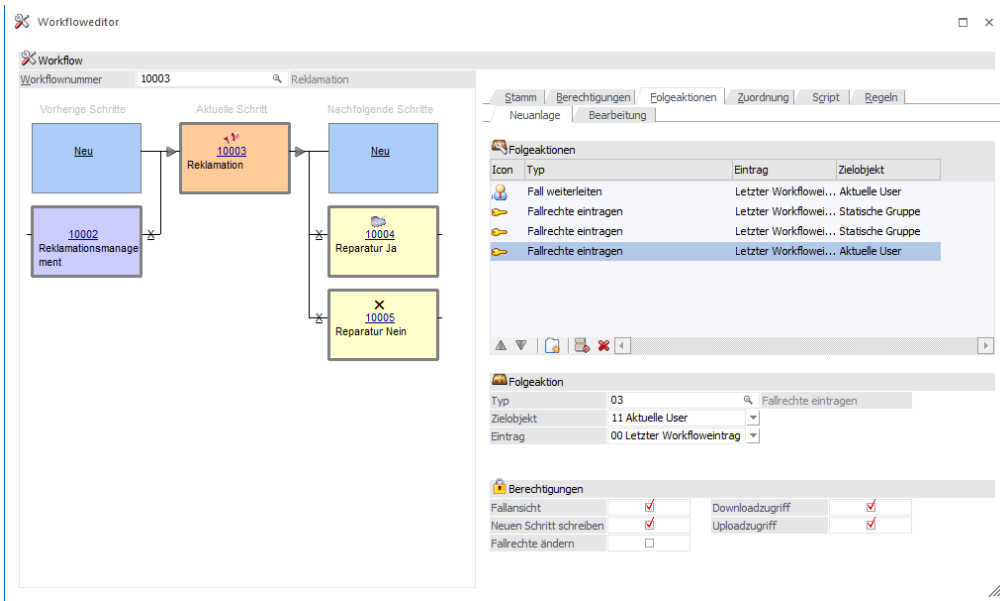 Workfloweditor
Workflow
Workflownummer 10003 Reklamation
Vorherige Schritte Aktuelle Schritt Nachfolgende Schritte
Neu
10003
Reklamation
Neu
10002
Reklamationsmanage
ment
X
X
10004
Reparatur Ja
X
10005
Reparatur Nein
Stamm Berechtigungen Folgeaktionen Zuordnung Script Regeln
Neuanlage Bearbeitung
Folgeaktionen
Icon Typ Eintrag Zielobjekt
Fall weiterleiten Letzter Workflowei... Aktuelle User
Fallrechte eintragen Letzter Workflowei... Statische Gruppe
Fallrechte eintragen Letzter Workflowei... Statische Gruppe
Fallrechte eintragen Letzter Workflowei... Aktuelle User
Folgeaktion
Typ 03 Fallrechte eintragen
Zielobjekt 11 Aktuelle User
Eintrag 00 Letzter Workfloweintrag
Berechtigungen
Fallansicht Downloadzugriff
Neuen Schritt schreiben Uploadzugriff
Fallrechte ändern